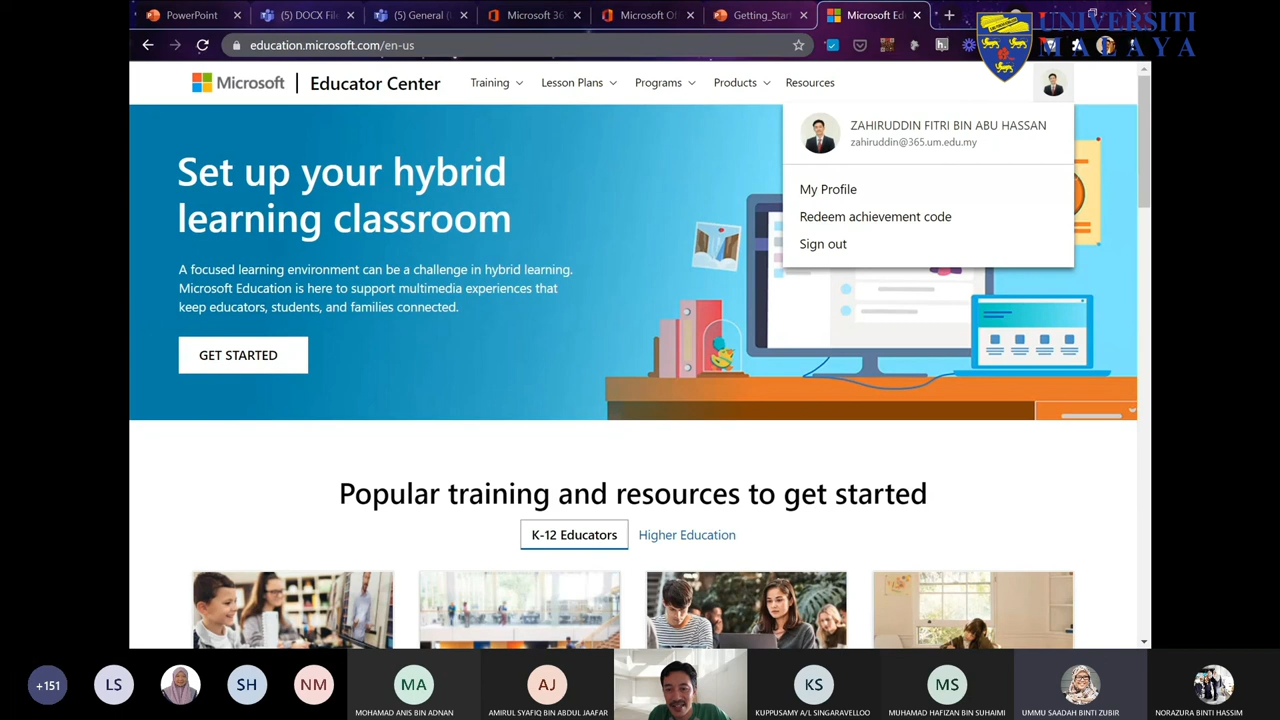 PowerPoint
(5) DOCX Fil
(5) General (U
Microsoft 36
Microsoft Of
Getting_Star
Microsoft Ed
UNIVERSITI
MALAYA
education.microsoft.com/en-us
Microsoft
Educator Center
Training
Lesson Plans
Programs
Products
Resources
ZAHIRUDDIN FITRI BIN ABU HASSAN
zahiruddin@365.um.edu.my
My Profile
Redeem achievement code
Sign out
Set up your hybrid
learning classroom
A focused learning environment can be a challenge in hybrid learning.
Microsoft Education is here to support multimedia experiences that
keep educators, students, and families connected.
GET STARTED
Popular training and resources to get started
K-12 Educators
Higher Education
+151
LS
SH
NM
MA
AJ
KS
MS
MOHAMAD ANIS BIN ADNAN
AMIRUL SYAFIQ BIN ABDUL JAAFAR
KUPPUSAMY A/L SINGARAVELLOO
MUHAMAD HAFIZAN BIN SUHAIMI
UMMU SAADAH BINTI ZUBIR
NORAZURA BINTI HASSIM